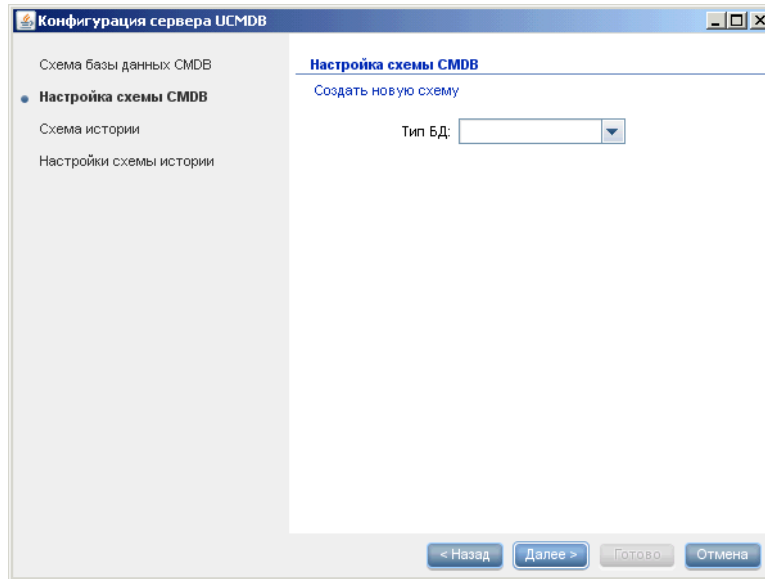 Конфигурация сервера UCMDB
Схема базы данных CMDB
Настройка схемы CMDB
Схема истории
Настройки схемы истории
Настройка схемы CMDB
Создать новую схему
Тип БД:
< Назад
Далее >
Готово
Отмена